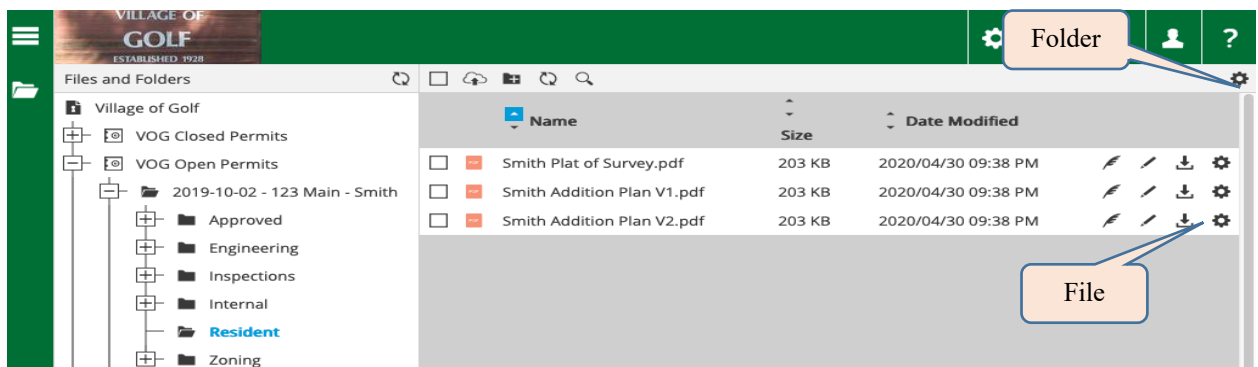 VILLAGE OF
GOLF
ESTABLISHED 1928
Folder
?
Files and Folders
Village of Golf
VOG Closed Permits
VOG Open Permits
2019-10-02 - 123 Main - Smith
Approved
Engineering
Inspections
Internal
Resident
Zoning
Name Size Date Modified
Smith Plat of Survey.pdf 203 KB 2020/04/30 09:38 PM
Smith Addition Plan V1.pdf 203 KB 2020/04/30 09:38 PM
Smith Addition Plan V2.pdf 203 KB 2020/04/30 09:38 PM
File